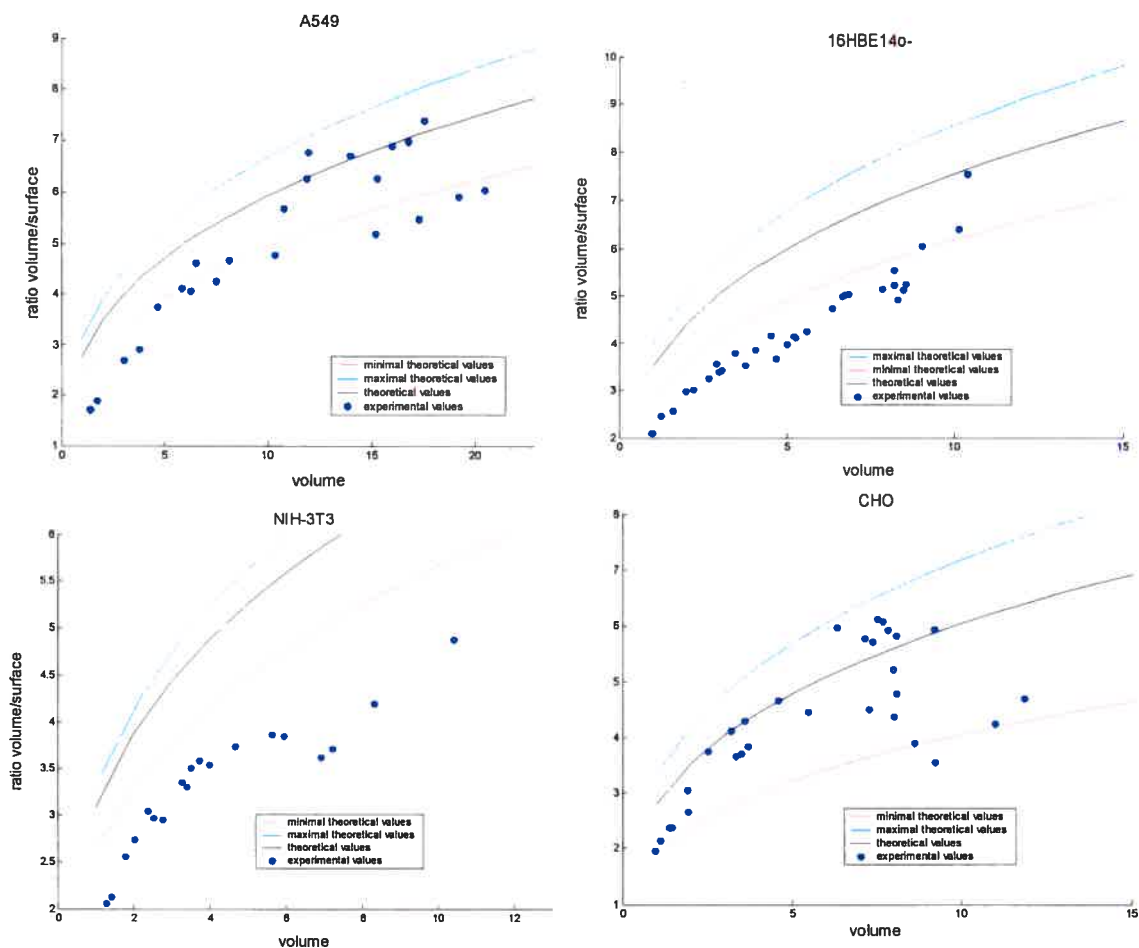 A549
ratio volume/surface
9
8
7
6
5
4
3
2
1
0
5
10
15
20
volume
minimal theoretical values
maximal theoretical values
theoretical values
experimental values
16HBE14o-
ratio volume/surface
10
9
8
7
6
5
4
3
2
0
5
10
15
volume
maximal theoretical values
minimal theoretical values
theoretical values
experimental values
NIH-3T3
ratio volume/surface
6
5.5
5
4.5
4
3.5
3
2.5
2
0
2
4
6
8
10
12
volume
minimal theoretical values
maximal theoretical values
theoretical values
experimental values
CHO
ratio volume/surface
8
7
6
5
4
3
2
1
0
5
10
15
volume
minimal theoretical values
maximal theoretical values
theoretical values
experimental values